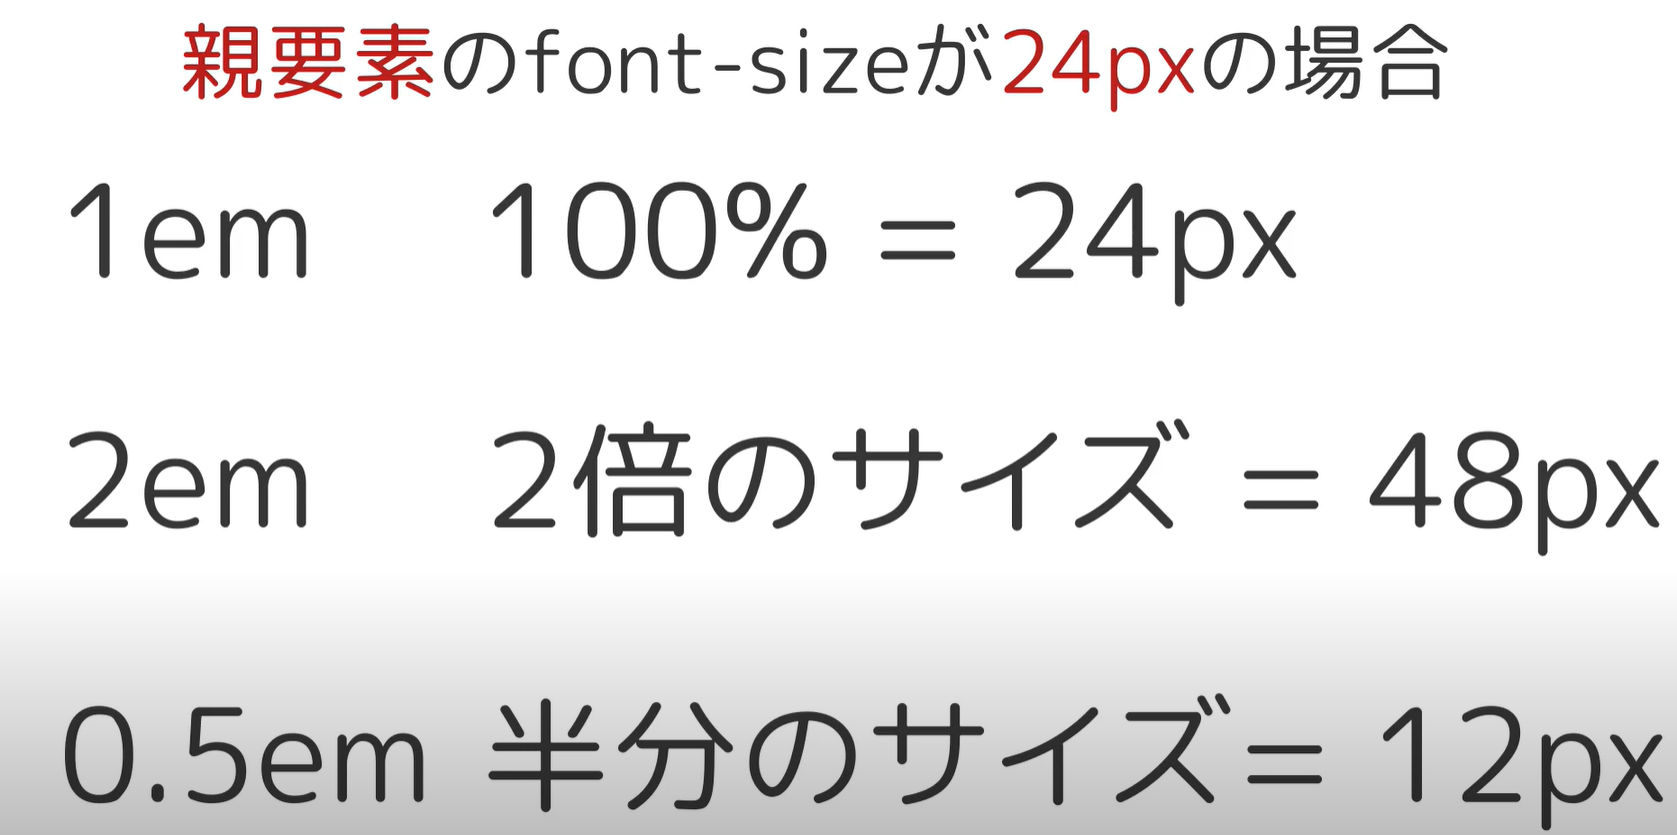 親要素のfont-sizeが24pxの場合
1em 100% = 24px
2em 2倍のサイズ = 48px
0.5em 半分のサイズ= 12px